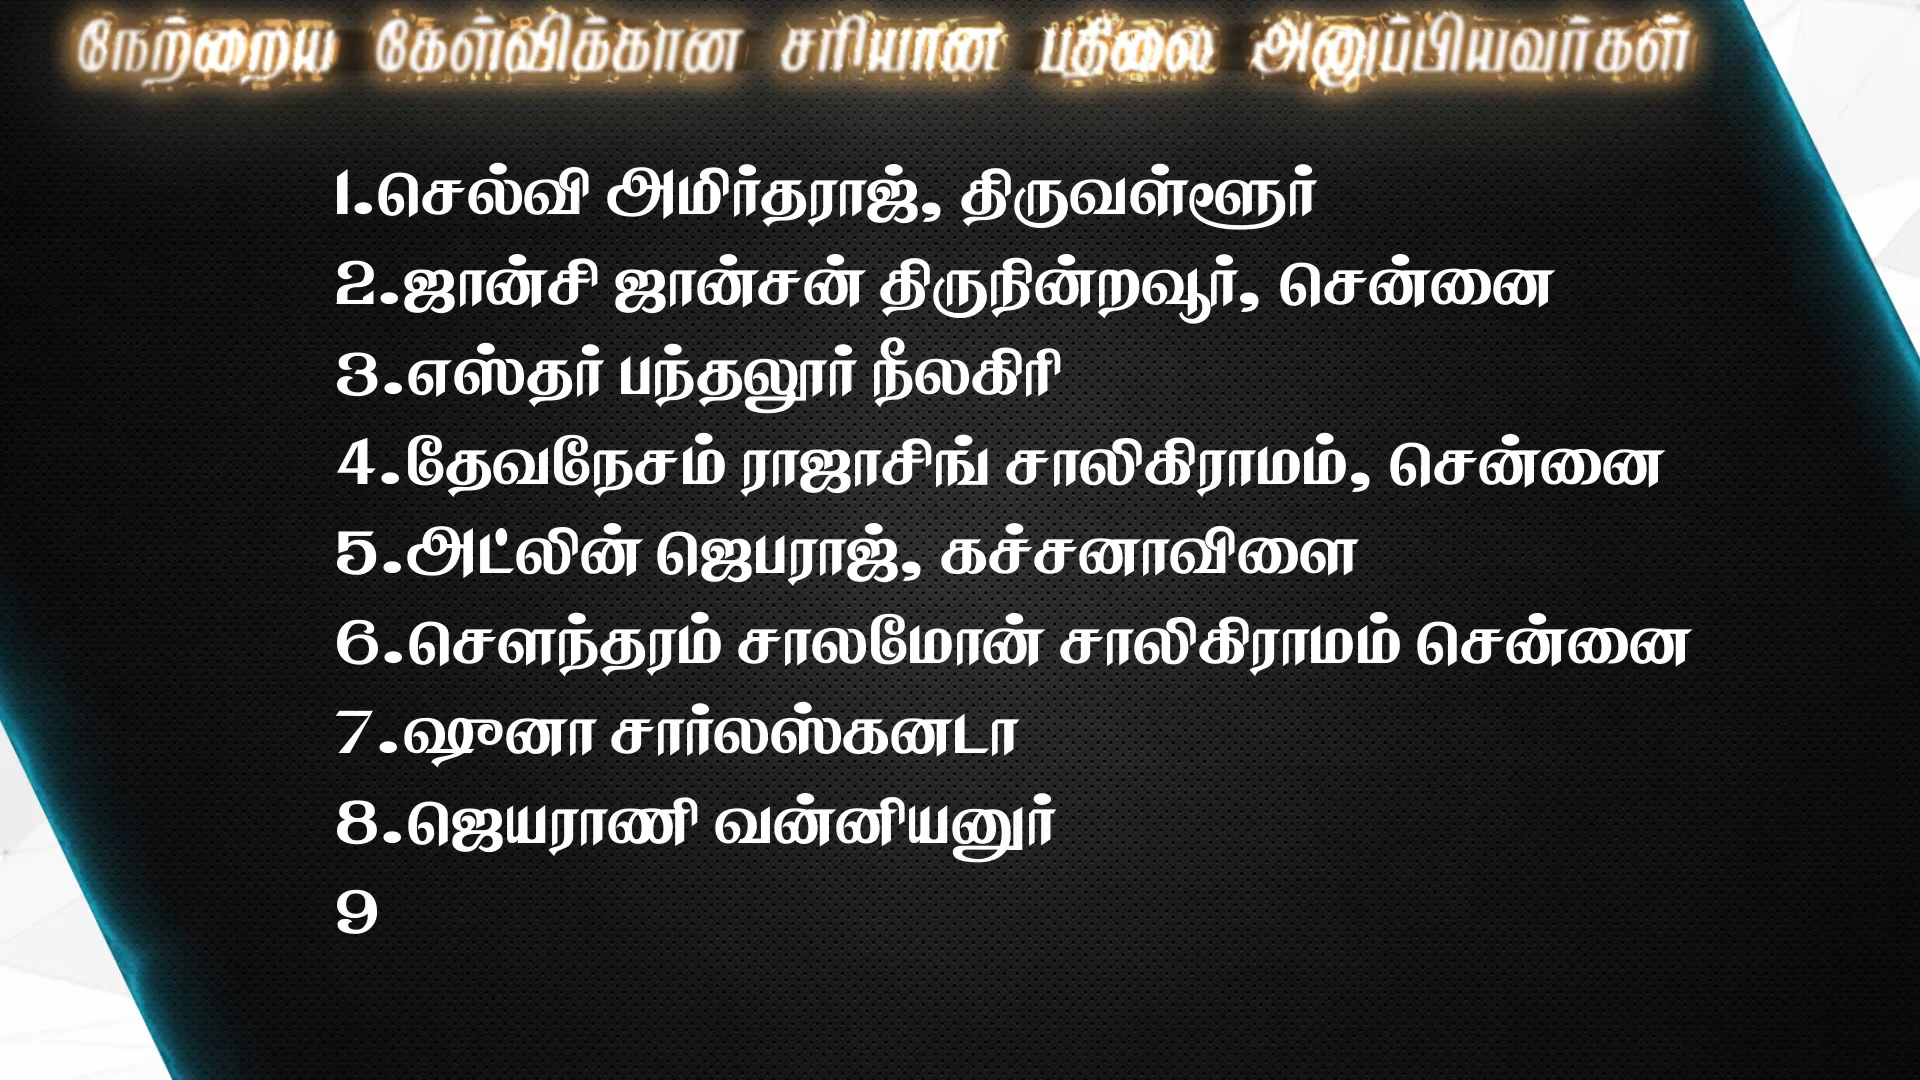 நேற்றைய கேள்விக்கான சரியான பதிலை அனுப்பியவர்கள்
1.செல்வி அமிர்தராஜ், திருவள்ளூர்
2.ஜான்சி ஜான்சன் திருநின்றவூர், சென்னை
3.எஸ்தர் பந்தலூர் நீலகிரி
4.தேவநேசம் ராஜாசிங் சாலிகிராமம், சென்னை
5.அட்லின் ஜெபராஜ், கச்சனாவிளை
6.சௌந்தரம் சாலமோன் சாலிகிராமம் சென்னை
7.ஷுனா சார்லஸ்கனடா
8.ஜெயராணி வன்னியனுர்
9